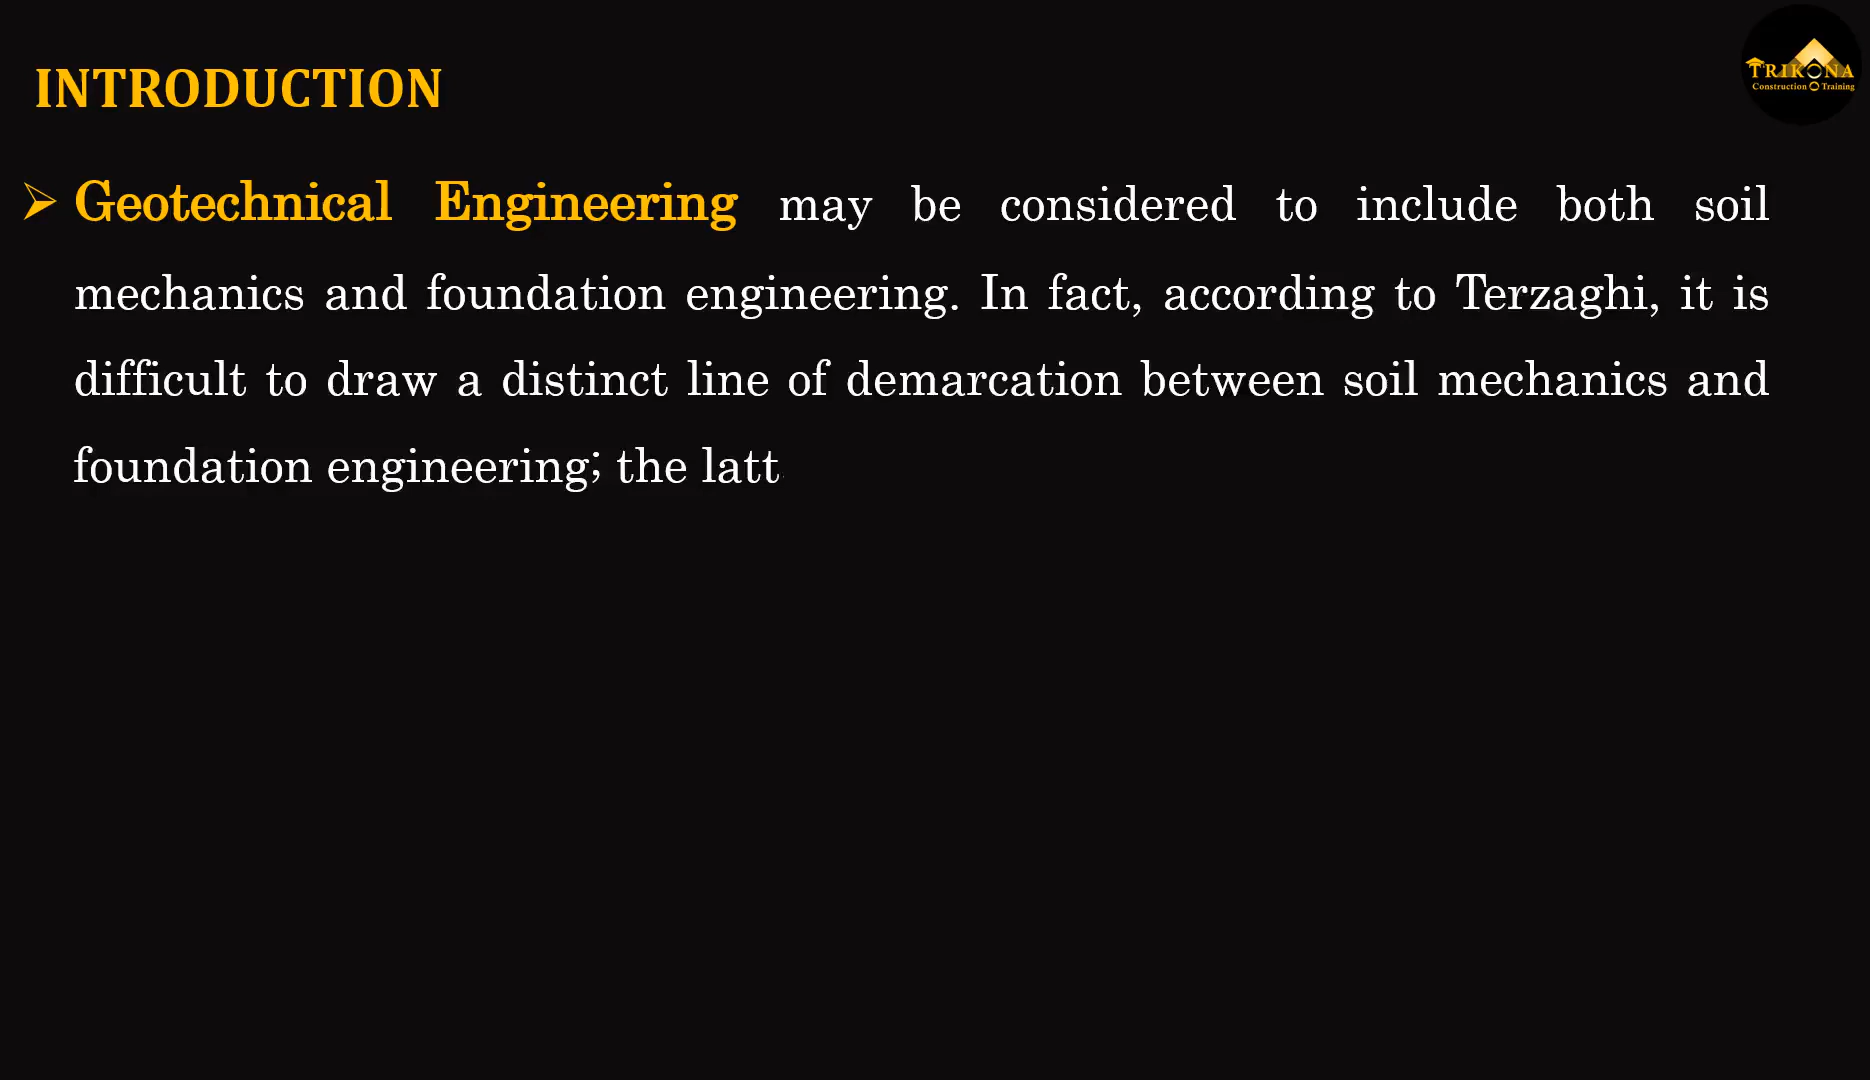 INTRODUCTION
TRIKONA
Construction Training
➢ Geotechnical Engineering may be considered to include both soil
mechanics and foundation engineering. In fact, according to Terzaghi, it is
difficult to draw a distinct line of demarcation between soil mechanics and
foundation engineering; the latt